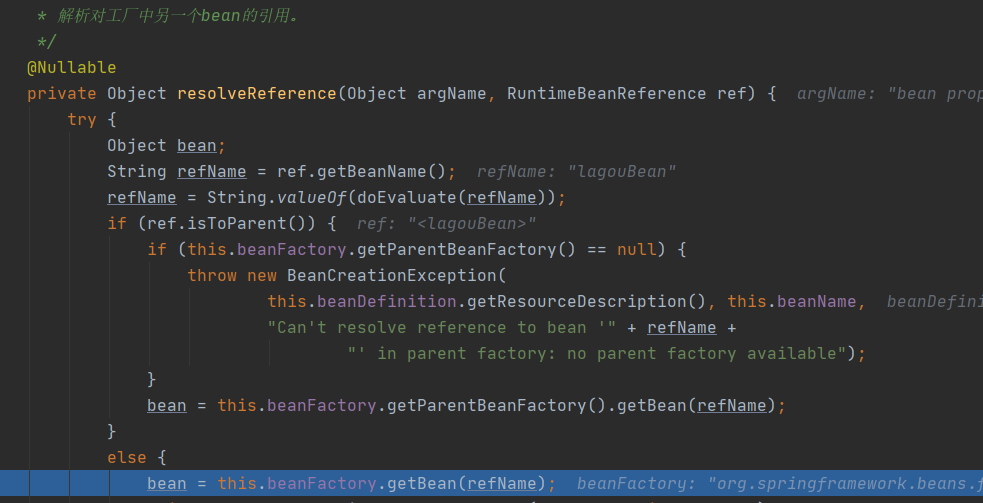 * 解析对工厂中另一个bean的引用。
*/
@Nullable
private Object resolveReference(Object argName, RuntimeBeanReference ref) { argName: "bean prop
try {
Object bean;
String refName = ref.getBeanName(); refName: "lagouBean"
refName = String.valueOf(doEvaluate(refName));
if (ref.isToParent()) { ref: "<lagouBean>"
if (this.beanFactory.getParentBeanFactory() == null) {
throw new BeanCreationException(
this.beanDefinition.getResourceDescription(), this.beanName, beanDefini
"Can't resolve reference to bean '" + refName +
"' in parent factory: no parent factory available");
}
bean = this.beanFactory.getParentBeanFactory().getBean(refName);
}
else {
bean = this.beanFactory.getBean(refName); beanFactory: "org.springframework.beans.f